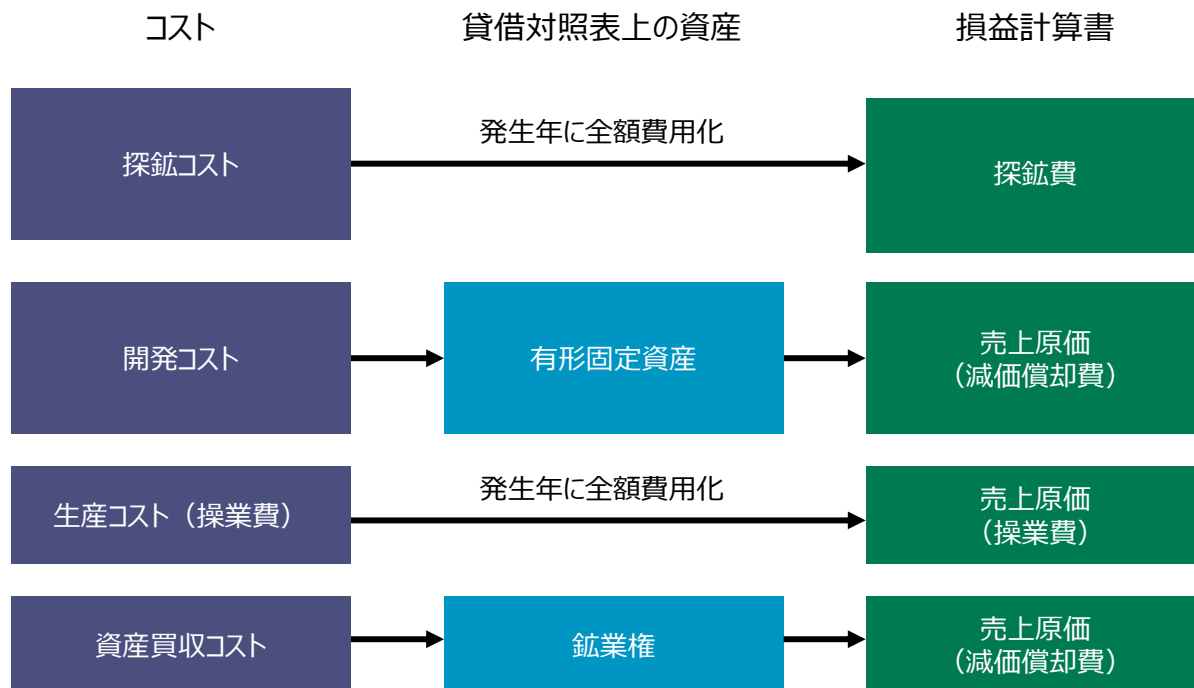 コスト
貸借対照表上の資産
損益計算書
探鉱コスト
発生年に全額費用化
探鉱費
開発コスト
有形固定資産
売上原価
（減価償却費）
生産コスト（操業費）
発生年に全額費用化
売上原価
（操業費）
資産買収コスト
鉱業権
売上原価
（減価償却費）